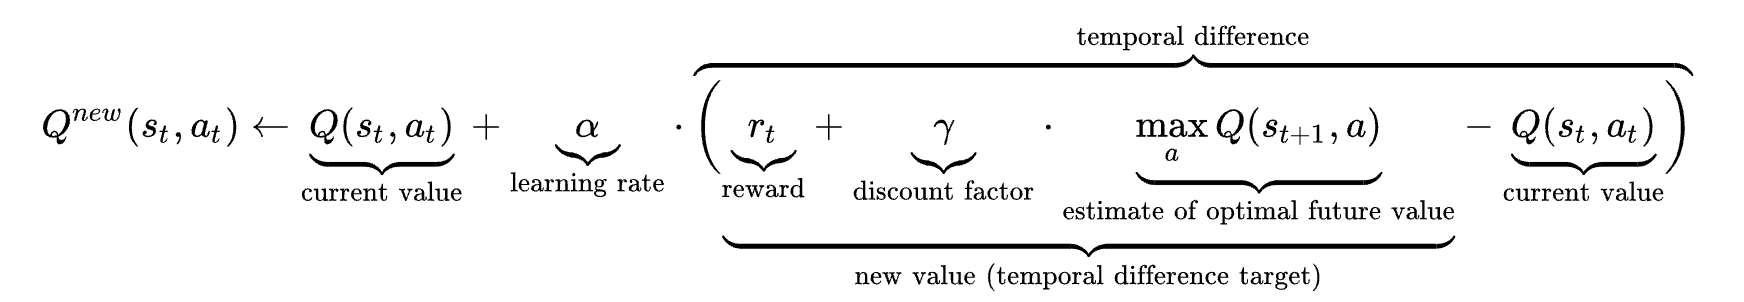 temporal difference
Q^{new}(s_t, a_t) ← Q(s_t, a_t) + α · ( r_t + γ · max_a Q(s_{t+1}, a) − Q(s_t, a_t) )
current value learning rate reward discount factor estimate of optimal future value current value
new value (temporal difference target)